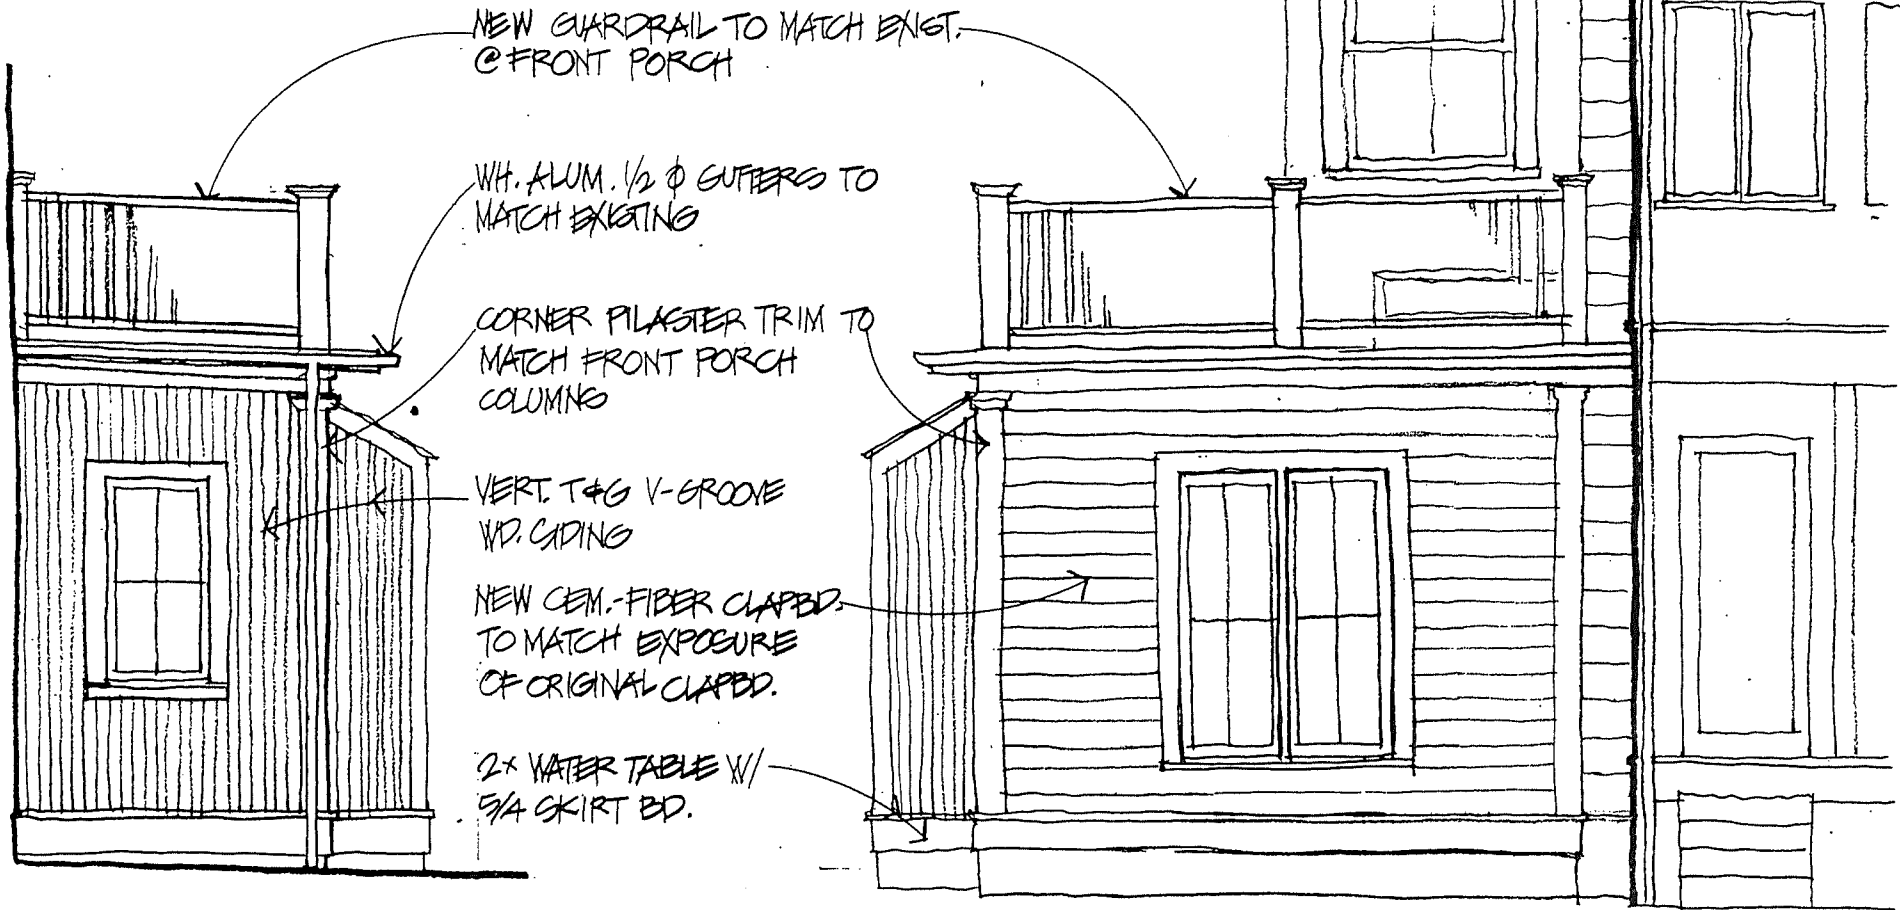 NEW GUARDRAIL TO MATCH EXIST.
@ FRONT PORCH
WH. ALUM. 1/2 ϕ GUTTERS TO
MATCH EXISTING
CORNER PILASTER TRIM TO
MATCH FRONT PORCH
COLUMNS
VERT. T&G V-GROOVE
WD. SIDING
NEW CEM.-FIBER CLAPBD.
TO MATCH EXPOSURE
OF ORIGINAL CLAPBD.
2X WATER TABLE W/
5/4 SKIRT BD.